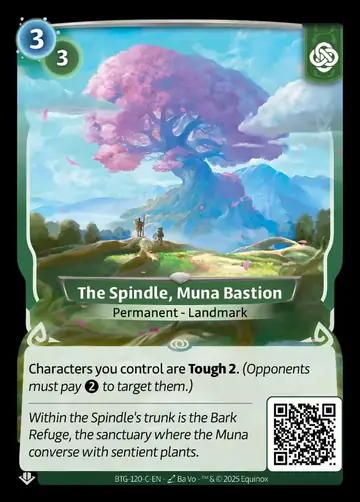 3
3
The Spindle, Muna Bastion
Permanent - Landmark
Characters you control are Tough 2. (Opponents
must pay 2 to target them.)
Within the Spindle's trunk is the Bark
Refuge, the sanctuary where the Muna
converse with sentient plants.
BTG-120-C-EN - Ba Vo - ™ & © 2025 Equinox